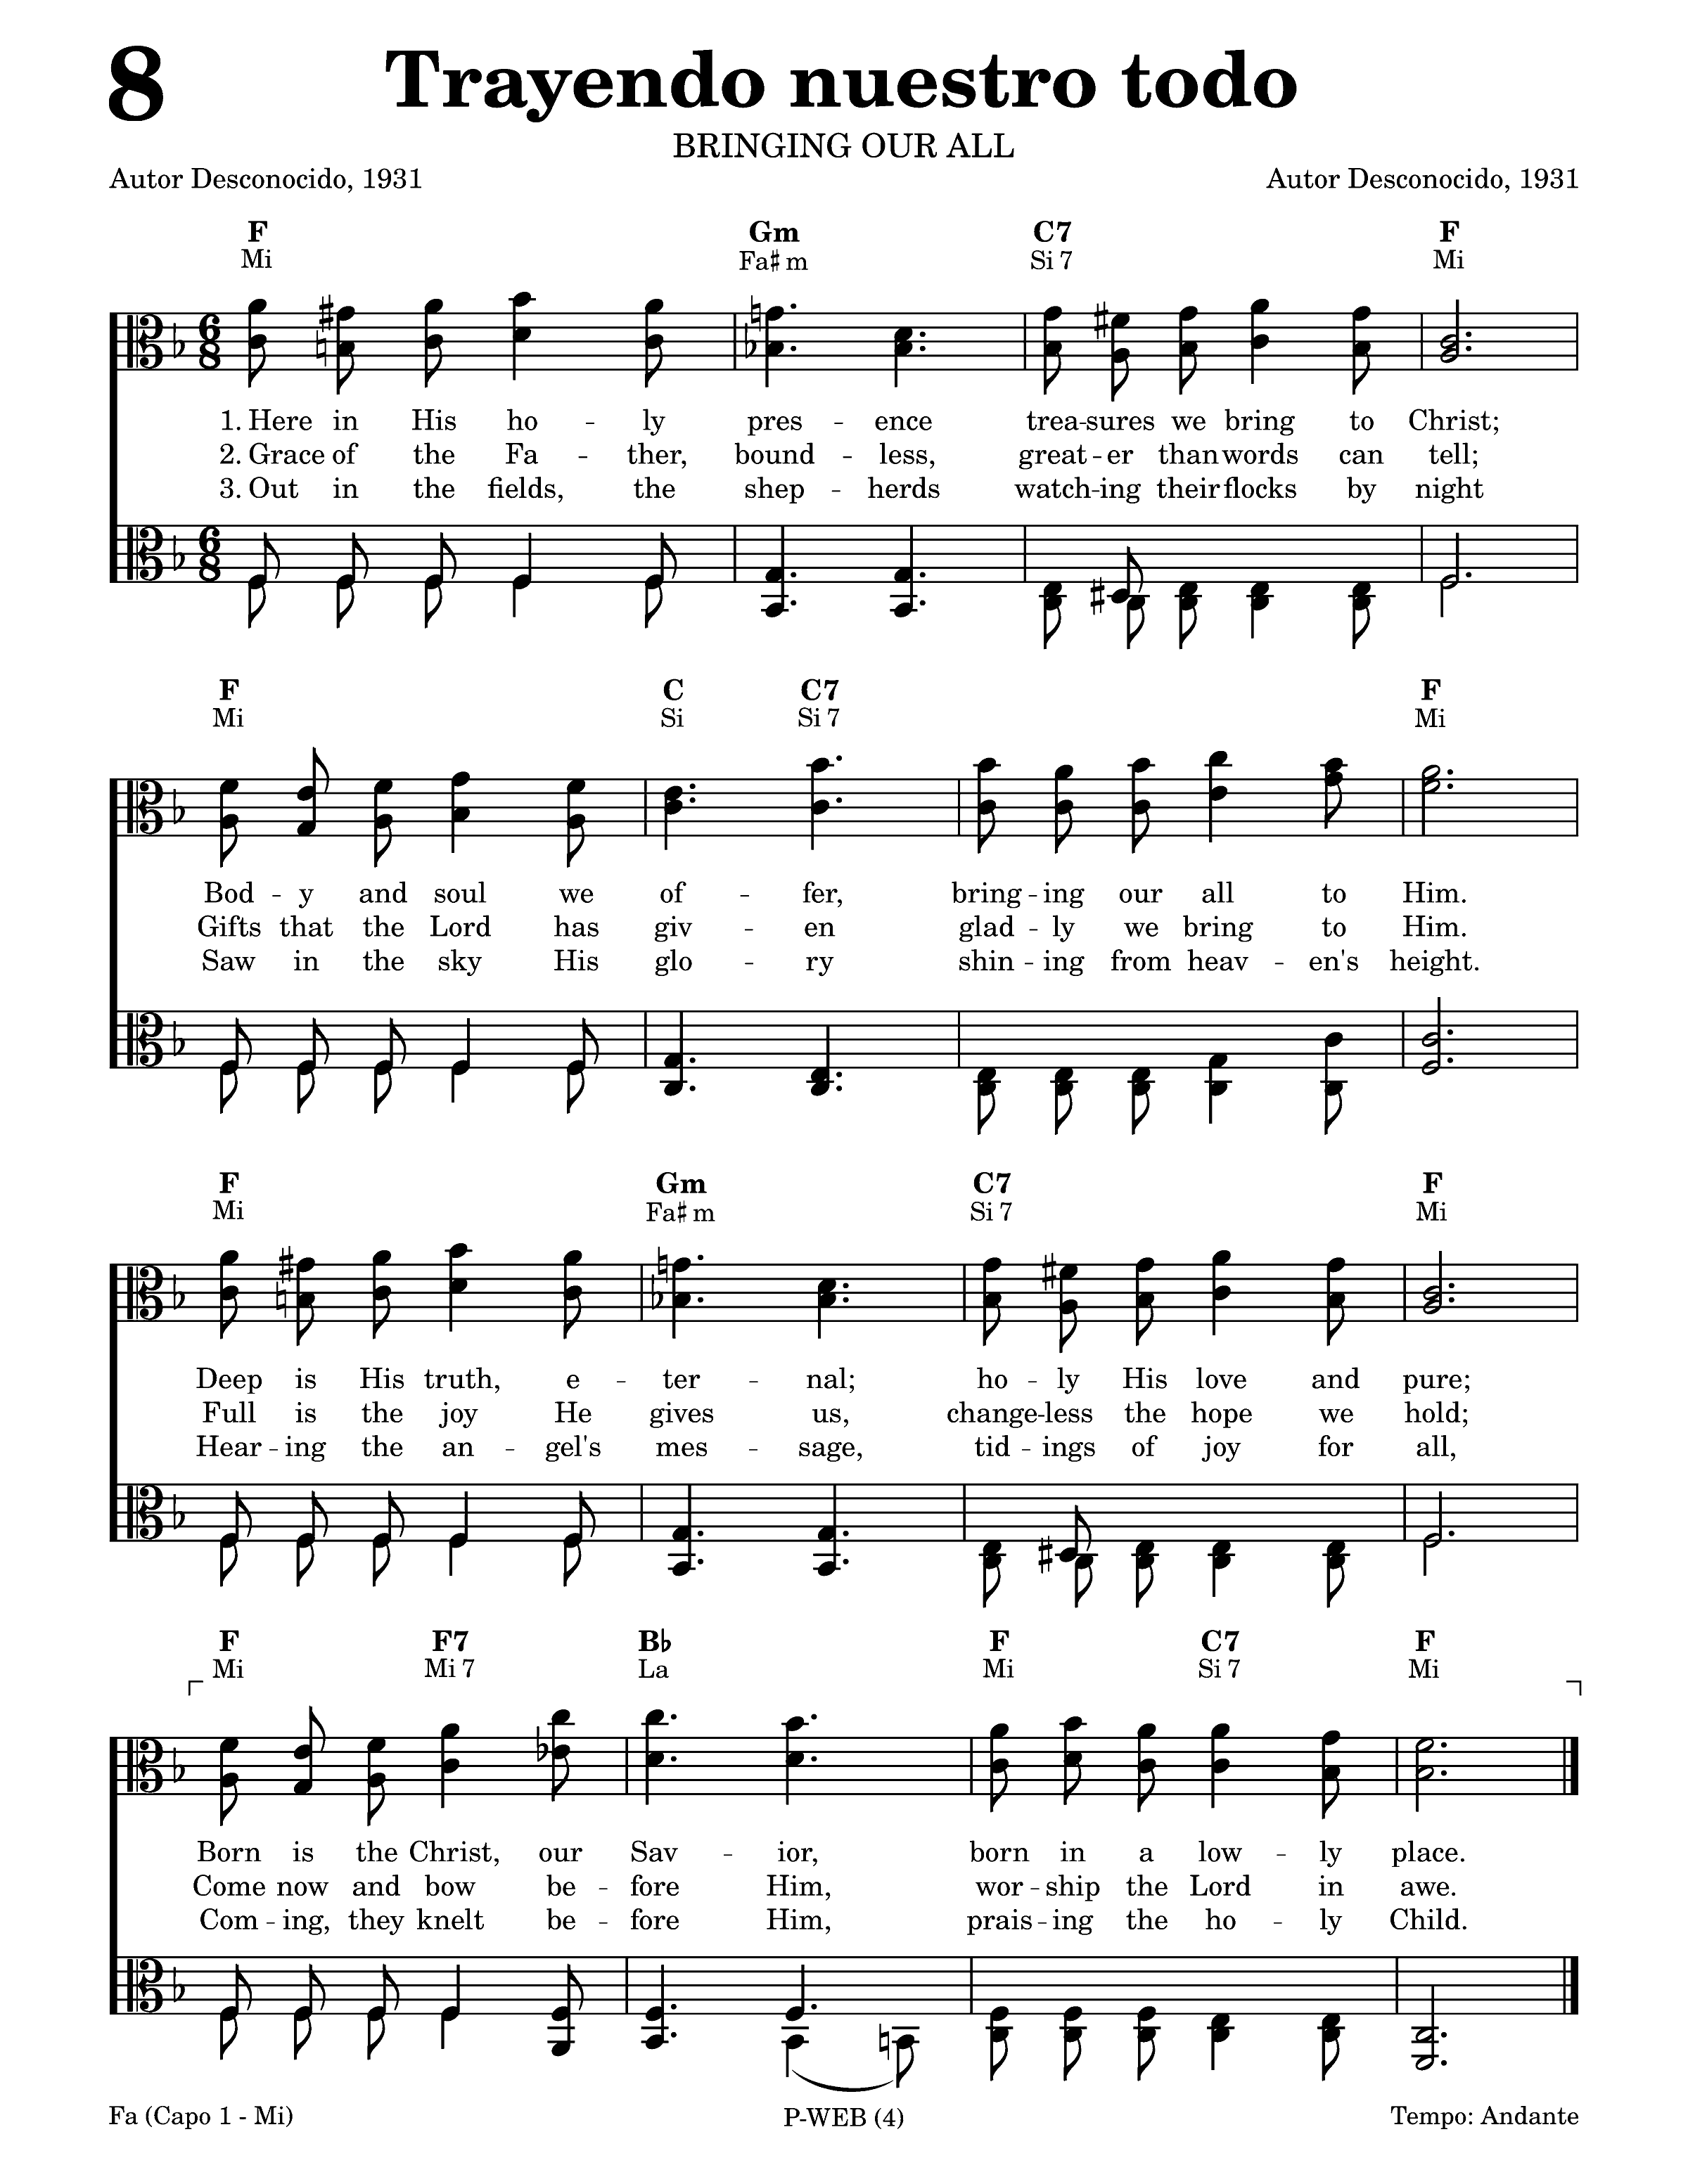 8 Trayendo nuestro todo
BRINGING OUR ALL
Autor Desconocido, 1931 Autor Desconocido, 1931
F Gm C7 F
Mi Fa♯m Si 7 Mi
6 8
1. Here in His ho - ly pres - ence trea - sures we bring to Christ;
2. Grace of the Fa - ther, bound - less, great - er than words can tell;
3. Out in the fields, the shep - herds watch - ing their flocks by night
6 8
F C C7 F
Mi Si Si 7 Mi
Bod - y and soul we of - fer, bring - ing our all to Him.
Gifts that the Lord has giv - en glad - ly we bring to Him.
Saw in the sky His glo - ry shin - ing from heav - en's height.
F Gm C7 F
Mi Fa♯m Si 7 Mi
Deep is His truth, e - ter - nal; ho - ly His love and pure;
Full is the joy He gives us, change - less the hope we hold;
Hear - ing the an - gel's mes - sage, tid - ings of joy for all,
F F7 B♭ F C7 F
Mi Mi 7 La Mi Si 7 Mi
Born is the Christ, our Sav - ior, born in a low - ly place.
Come now and bow be - fore Him, wor - ship the Lord in awe.
Com - ing, they knelt be - fore Him, prais - ing the ho - ly Child.
Fa (Capo 1 - Mi) P-WEB (4) Tempo: Andante